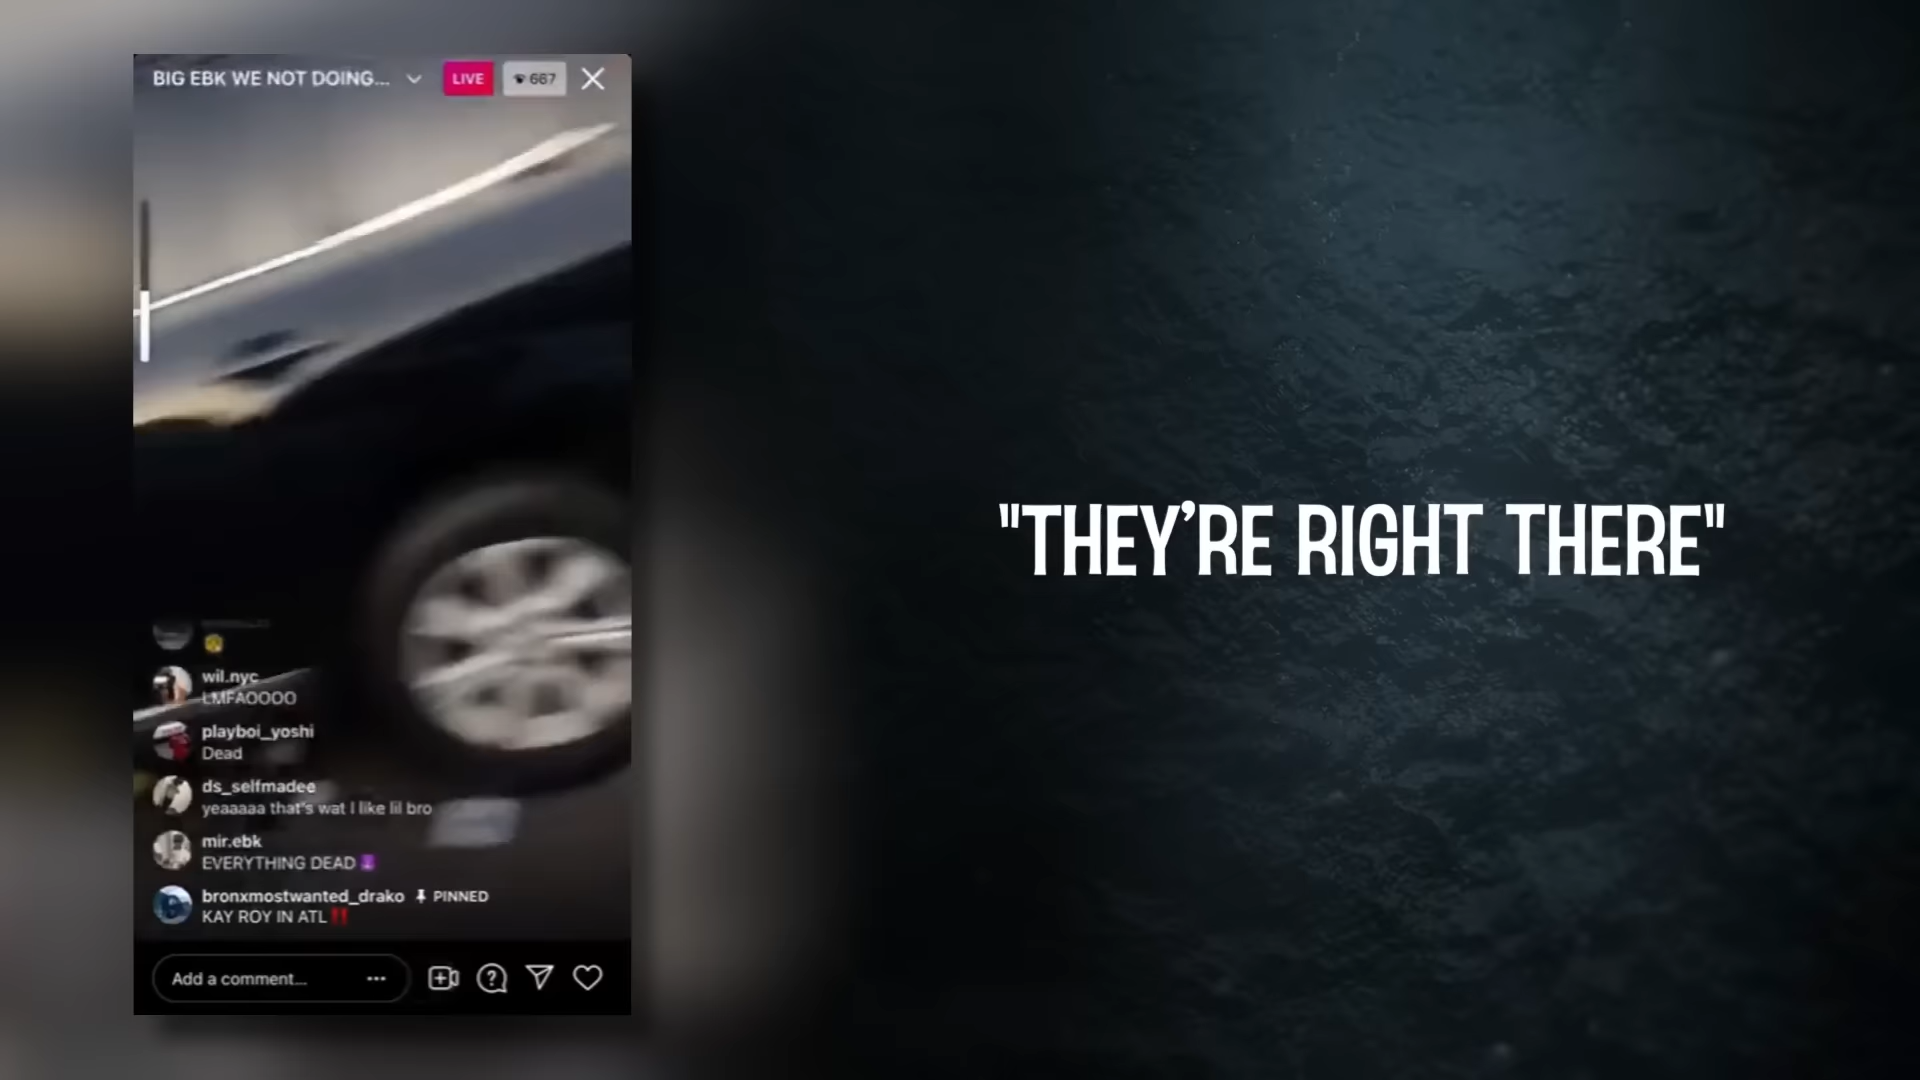 BIG EBK WE NOT DOING...
LIVE
667
wil.nyc
LMFAOOOO
playboi_yoshi
Dead
ds_selfmadee
yeaaaaa that's wat I like lil bro
mir.ebk
EVERYTHING DEAD
bronxmostwanted_drako PINNED
KAY ROY IN ATL‼️
Add a comment...
"THEY'RE RIGHT THERE"